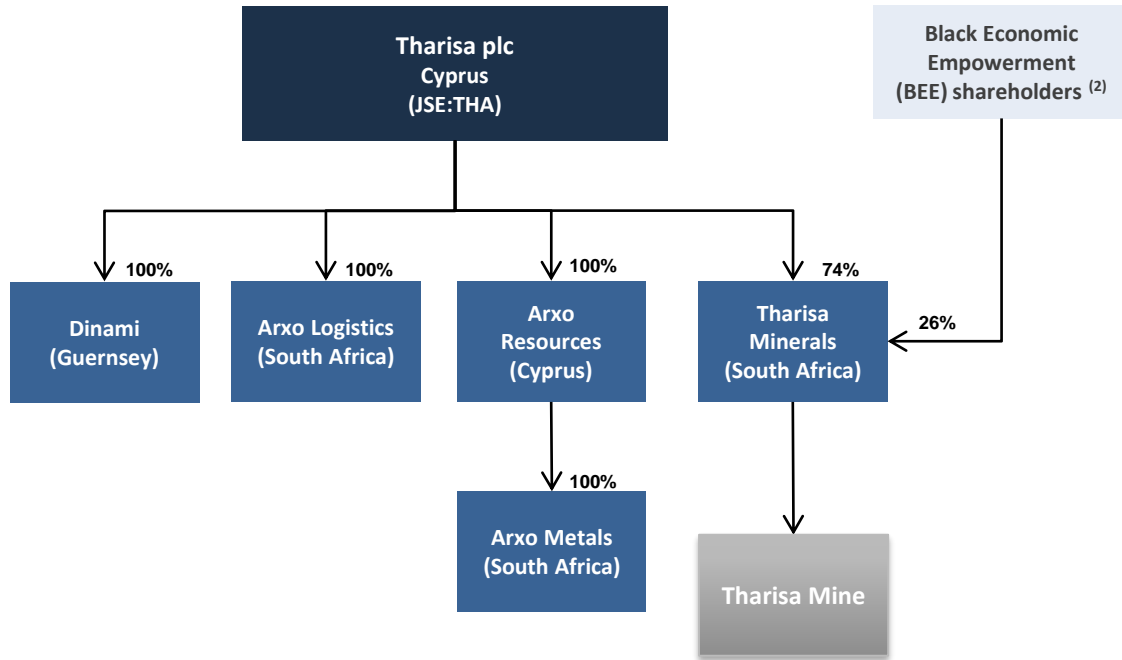 Tharisa plc
Cyprus
(JSE:THA)
Black Economic
Empowerment
(BEE) shareholders (2)
100%
100%
100%
74%
Dinami
(Guernsey)
Arxo Logistics
(South Africa)
Arxo
Resources
(Cyprus)
Tharisa
Minerals
(South Africa)
26%
100%
Arxo Metals
(South Africa)
Tharisa Mine